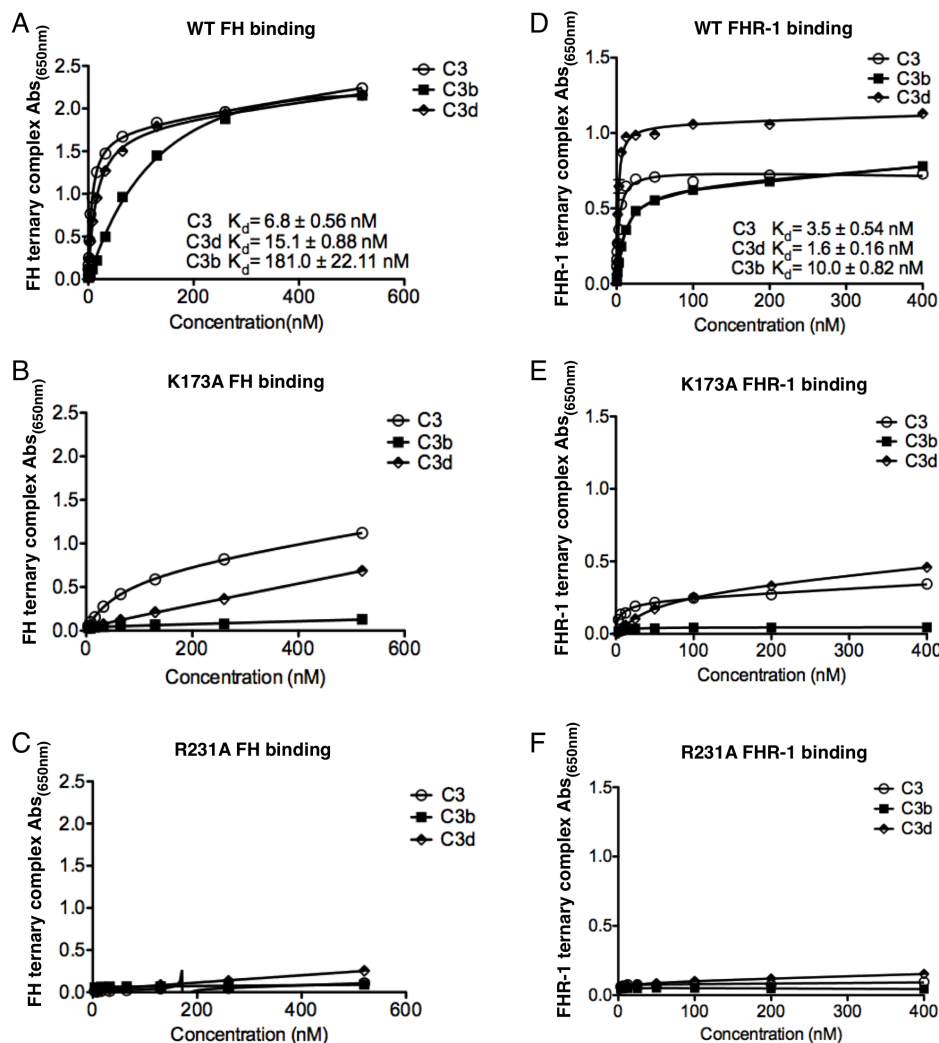 A
WT FH binding
FH ternary complex Abs(650nm)
2.5
2.0
1.5
1.0
0.5
0.0
0
200
400
600
Concentration(nM)
C3
C3b
C3d
C3 Kd= 6.8 ± 0.56 nM
C3d Kd= 15.1 ± 0.88 nM
C3b Kd= 181.0 ± 22.11 nM
D
WT FHR-1 binding
FHR-1 ternary complex Abs(650nm)
1.5
1.0
0.5
0.0
0
100
200
300
400
Concentration (nM)
C3
C3b
C3d
C3 Kd= 3.5 ± 0.54 nM
C3d Kd= 1.6 ± 0.16 nM
C3b Kd= 10.0 ± 0.82 nM
B
K173A FH binding
FH ternary complex Abs(650nm)
2.5
2.0
1.5
1.0
0.5
0.0
0
200
400
600
Concentration (nM)
C3
C3b
C3d
E
K173A FHR-1 binding
FHR-1 ternary complex Abs(650nm)
1.5
1.0
0.5
0.0
0
100
200
300
400
Concentration (nM)
C3
C3b
C3d
C
R231A FH binding
FH ternary complex Abs(650nm)
2.5
2.0
1.5
1.0
0.5
0.0
0
200
400
600
Concentration (nM)
C3
C3b
C3d
F
R231A FHR-1 binding
FHR-1 ternary complex Abs(650nm)
1.5
1.0
0.5
0.0
0
100
200
300
400
Concentration (nM)
C3
C3b
C3d